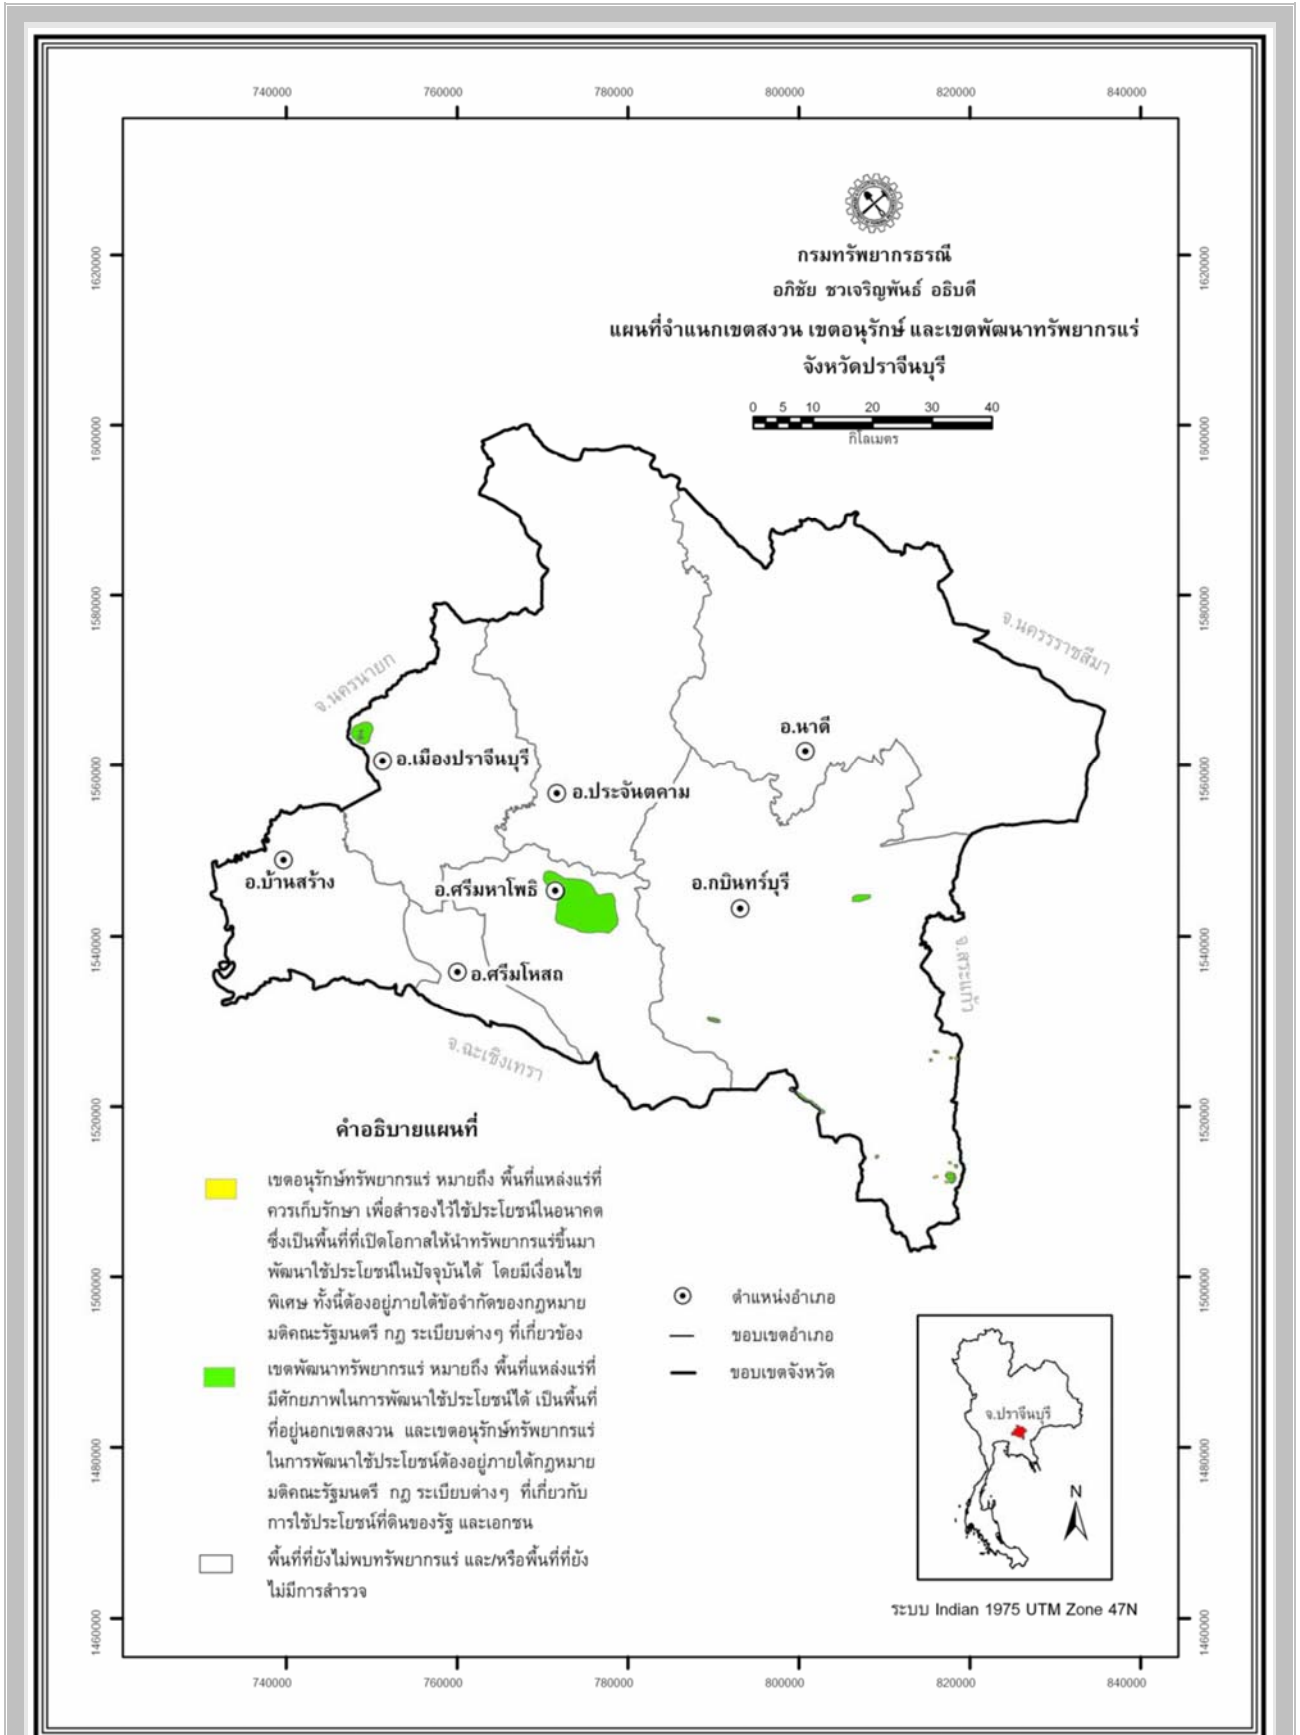 740000 760000 780000 800000 820000 840000
กรมทรัพยากรธรณี
อภิชัย ชวเจริญพันธ์ อธิบดี
แผนที่จำแนกเขตสงวน เขตอนุรักษ์ และเขตพัฒนาทรัพยากรแร่
จังหวัดปราจีนบุรี
0 5 10 20 30 40
กิโลเมตร
1620000 1620000
1600000 1600000
1580000 1580000
1560000 1560000
1540000 1540000
1520000 1520000
1500000 1500000
1480000 1480000
1460000 1460000
จ.นครราชสีมา
จ.นครนายก
อ.นาดี
อ.เมืองปราจีนบุรี
อ.ประจันตคาม
อ.บ้านสร้าง
อ.ศรีมหาโพธิ
อ.กบินทร์บุรี
จ.สระแก้ว
อ.ศรีมโหสถ
จ.ฉะเชิงเทรา
คำอธิบายแผนที่
เขตอนุรักษ์ทรัพยากรแร่ หมายถึง พื้นที่แหล่งแร่ที่
ควรเก็บรักษา เพื่อสำรองไว้ใช้ประโยชน์ในอนาคต
ซึ่งเป็นพื้นที่ที่เปิดโอกาสให้นำทรัพยากรแร่ขึ้นมา
พัฒนาใช้ประโยชน์ในปัจจุบันได้ โดยมีเงื่อนไข
พิเศษ ทั้งนี้ต้องอยู่ภายใต้ข้อจำกัดของกฎหมาย
มติคณะรัฐมนตรี กฎ ระเบียบต่างๆ ที่เกี่ยวข้อง
เขตพัฒนาทรัพยากรแร่ หมายถึง พื้นที่แหล่งแร่ที่
มีศักยภาพในการพัฒนาใช้ประโยชน์ได้ เป็นพื้นที่
ที่อยู่นอกเขตสงวน และเขตอนุรักษ์ทรัพยากรแร่
ในการพัฒนาใช้ประโยชน์ต้องอยู่ภายใต้กฎหมาย
มติคณะรัฐมนตรี กฎ ระเบียบต่างๆ ที่เกี่ยวกับ
การใช้ประโยชน์ที่ดินของรัฐ และเอกชน
พื้นที่ที่ยังไม่พบทรัพยากรแร่ และ/หรือพื้นที่ที่ยัง
ไม่มีการสำรวจ
ตำแหน่งอำเภอ
ขอบเขตอำเภอ
ขอบเขตจังหวัด
จ.ปราจีนบุรี
N
ระบบ Indian 1975 UTM Zone 47N
740000 760000 780000 800000 820000 840000